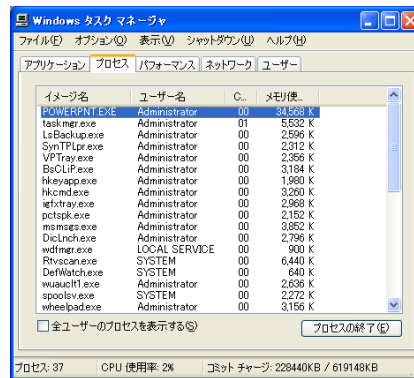 Windows タスク マネージャ
ファイル(F) オプション(O) 表示(V) シャットダウン(U) ヘルプ(H)
アプリケーション プロセス パフォーマンス ネットワーク ユーザー
イメージ名 ユーザー名 C... メモリ使...
POWERPNT.EXE Administrator 00 34,568 K
taskmgr.exe Administrator 01 5,532 K
LsBackup.exe Administrator 00 2,596 K
SynTPLpr.exe Administrator 00 2,312 K
VPTray.exe Administrator 00 2,356 K
BsCLiP.exe Administrator 00 3,184 K
hkeyapp.exe Administrator 00 1,980 K
hkcmd.exe Administrator 00 3,260 K
igfxtray.exe Administrator 00 2,968 K
pctspk.exe Administrator 00 2,152 K
msmsgs.exe Administrator 00 3,852 K
DicLnch.exe Administrator 00 2,796 K
wdfmgr.exe LOCAL SERVICE 00 900 K
Rtvscan.exe SYSTEM 00 6,440 K
DefWatch.exe SYSTEM 00 640 K
wuauclt1.exe Administrator 00 2,636 K
spoolsv.exe SYSTEM 00 2,272 K
wheelpad.exe Administrator 00 3,156 K
全ユーザーのプロセスを表示する(S) プロセスの終了(E)
プロセス: 37 CPU 使用率: 2% コミット チャージ: 228440KB / 619148KB